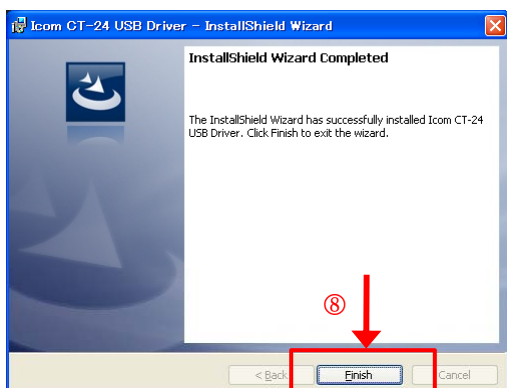 Icom CT-24 USB Driver - InstallShield Wizard
InstallShield Wizard Completed
The InstallShield Wizard has successfully installed Icom CT-24
USB Driver. Click Finish to exit the wizard.
⑧
< Back
Finish
Cancel